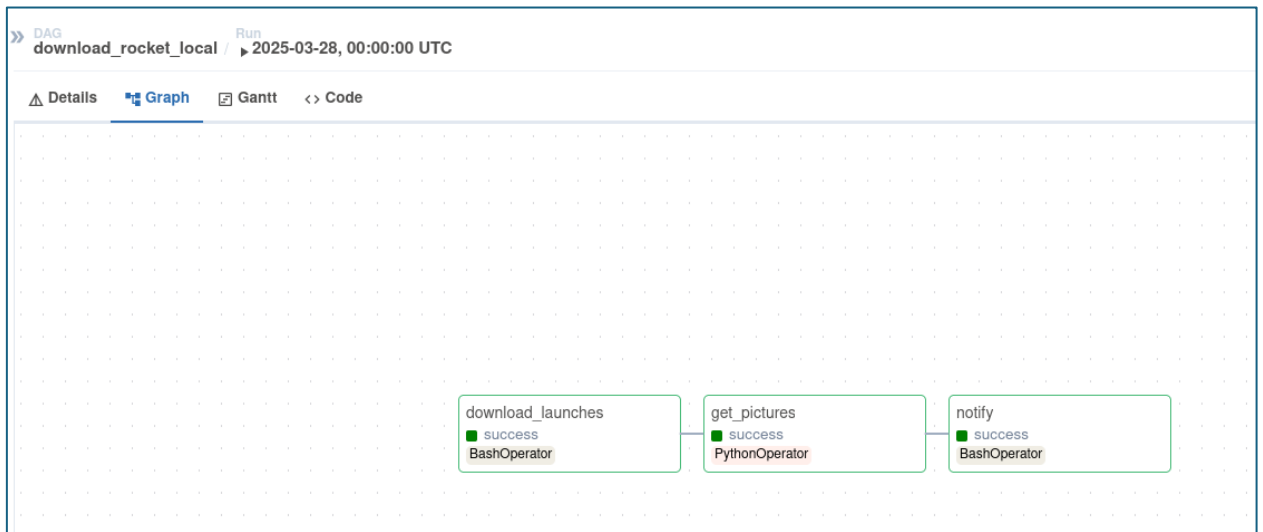 DAG
download_rocket_local / Run
2025-03-28, 00:00:00 UTC
Details Graph Gantt <> Code
download_launches
success
BashOperator
get_pictures
success
PythonOperator
notify
success
BashOperator